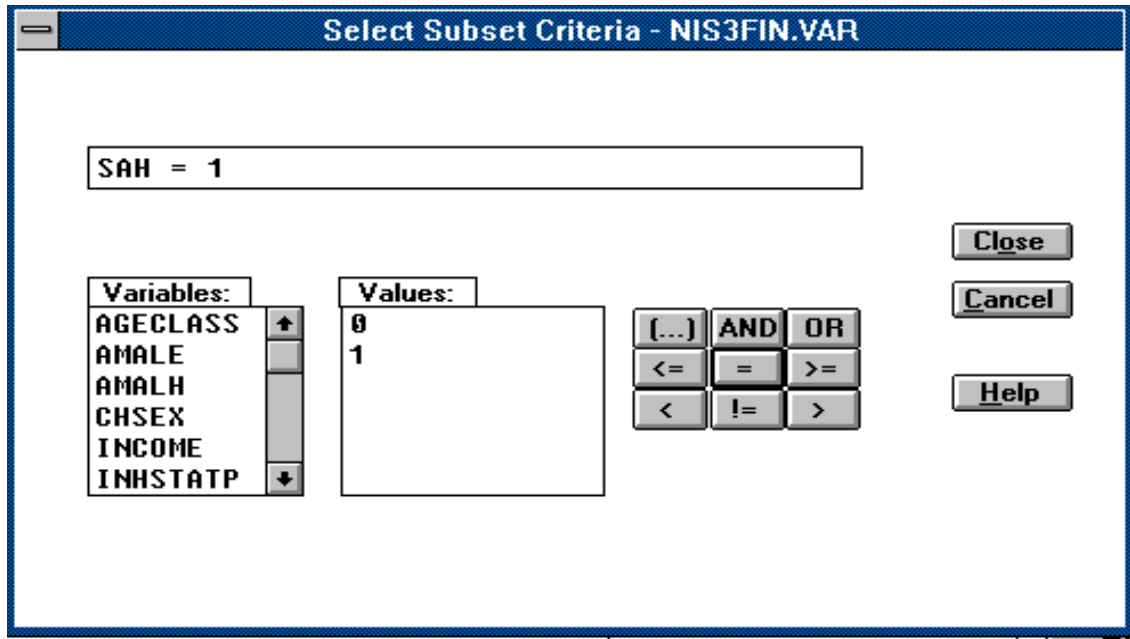 Select Subset Criteria - NIS3FIN.VAR
SAH = 1
Close
Cancel
Variables:
AGECLASS
AMALE
AMALH
CHSEX
INCOME
INHSTATP
Values:
0
1
(...) AND OR
<= = >=
< != >
Help